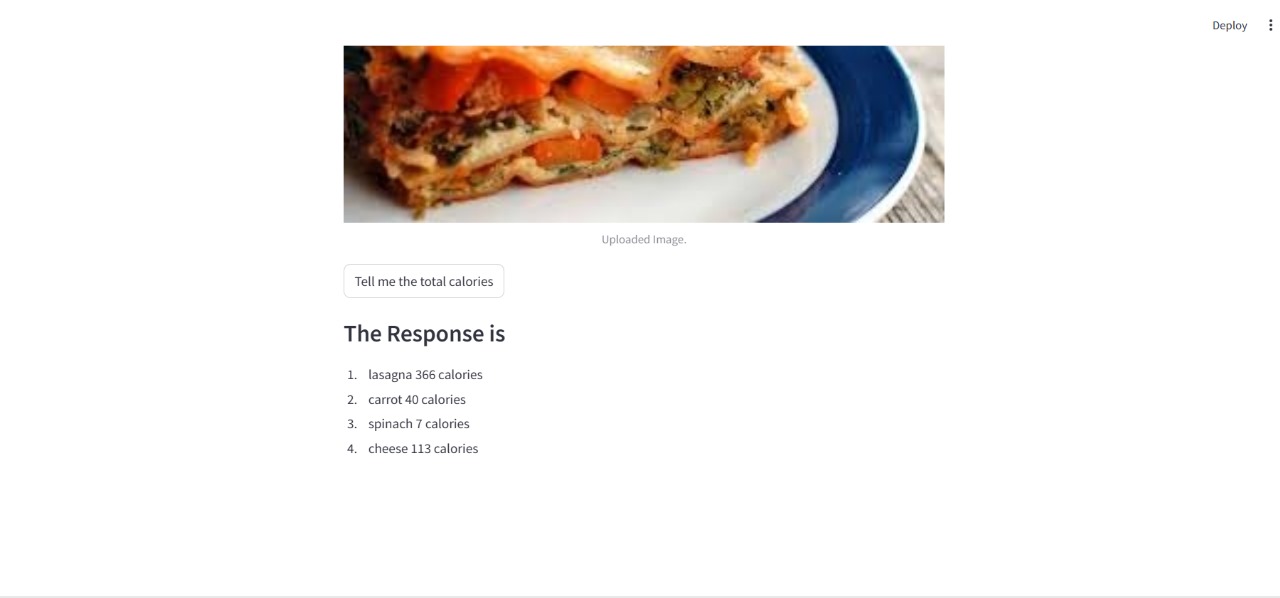 Deploy
Uploaded Image.
Tell me the total calories
The Response is
1. lasagna 366 calories
2. carrot 40 calories
3. spinach 7 calories
4. cheese 113 calories